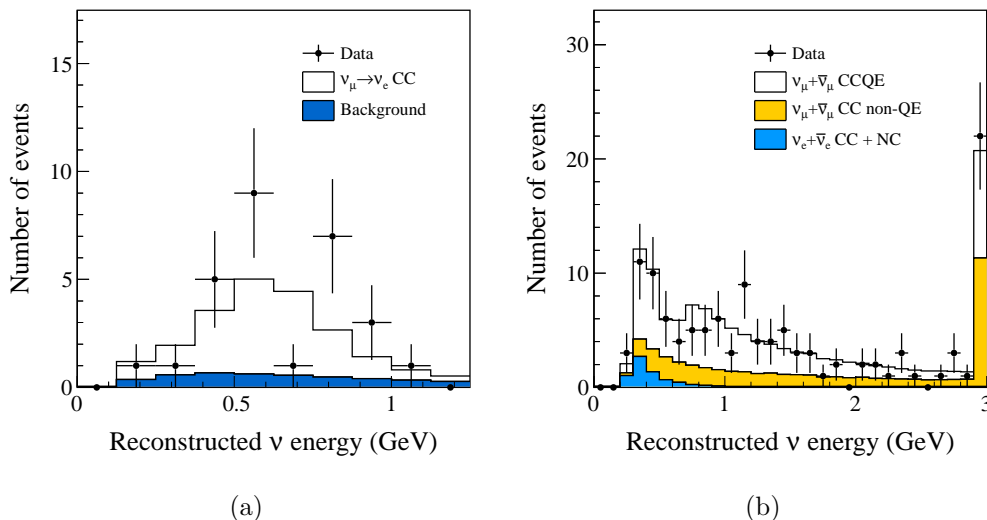 Number of events
15
10
5
0
0
0.5
1
Data
ν_μ→ν_e CC
Background
Reconstructed ν energy (GeV)
(a)
Number of events
30
20
10
0
0
1
2
3
Data
ν_μ+ν̅_μ CCQE
ν_μ+ν̅_μ CC non-QE
ν_e+ν̅_e CC + NC
Reconstructed ν energy (GeV)
(b)